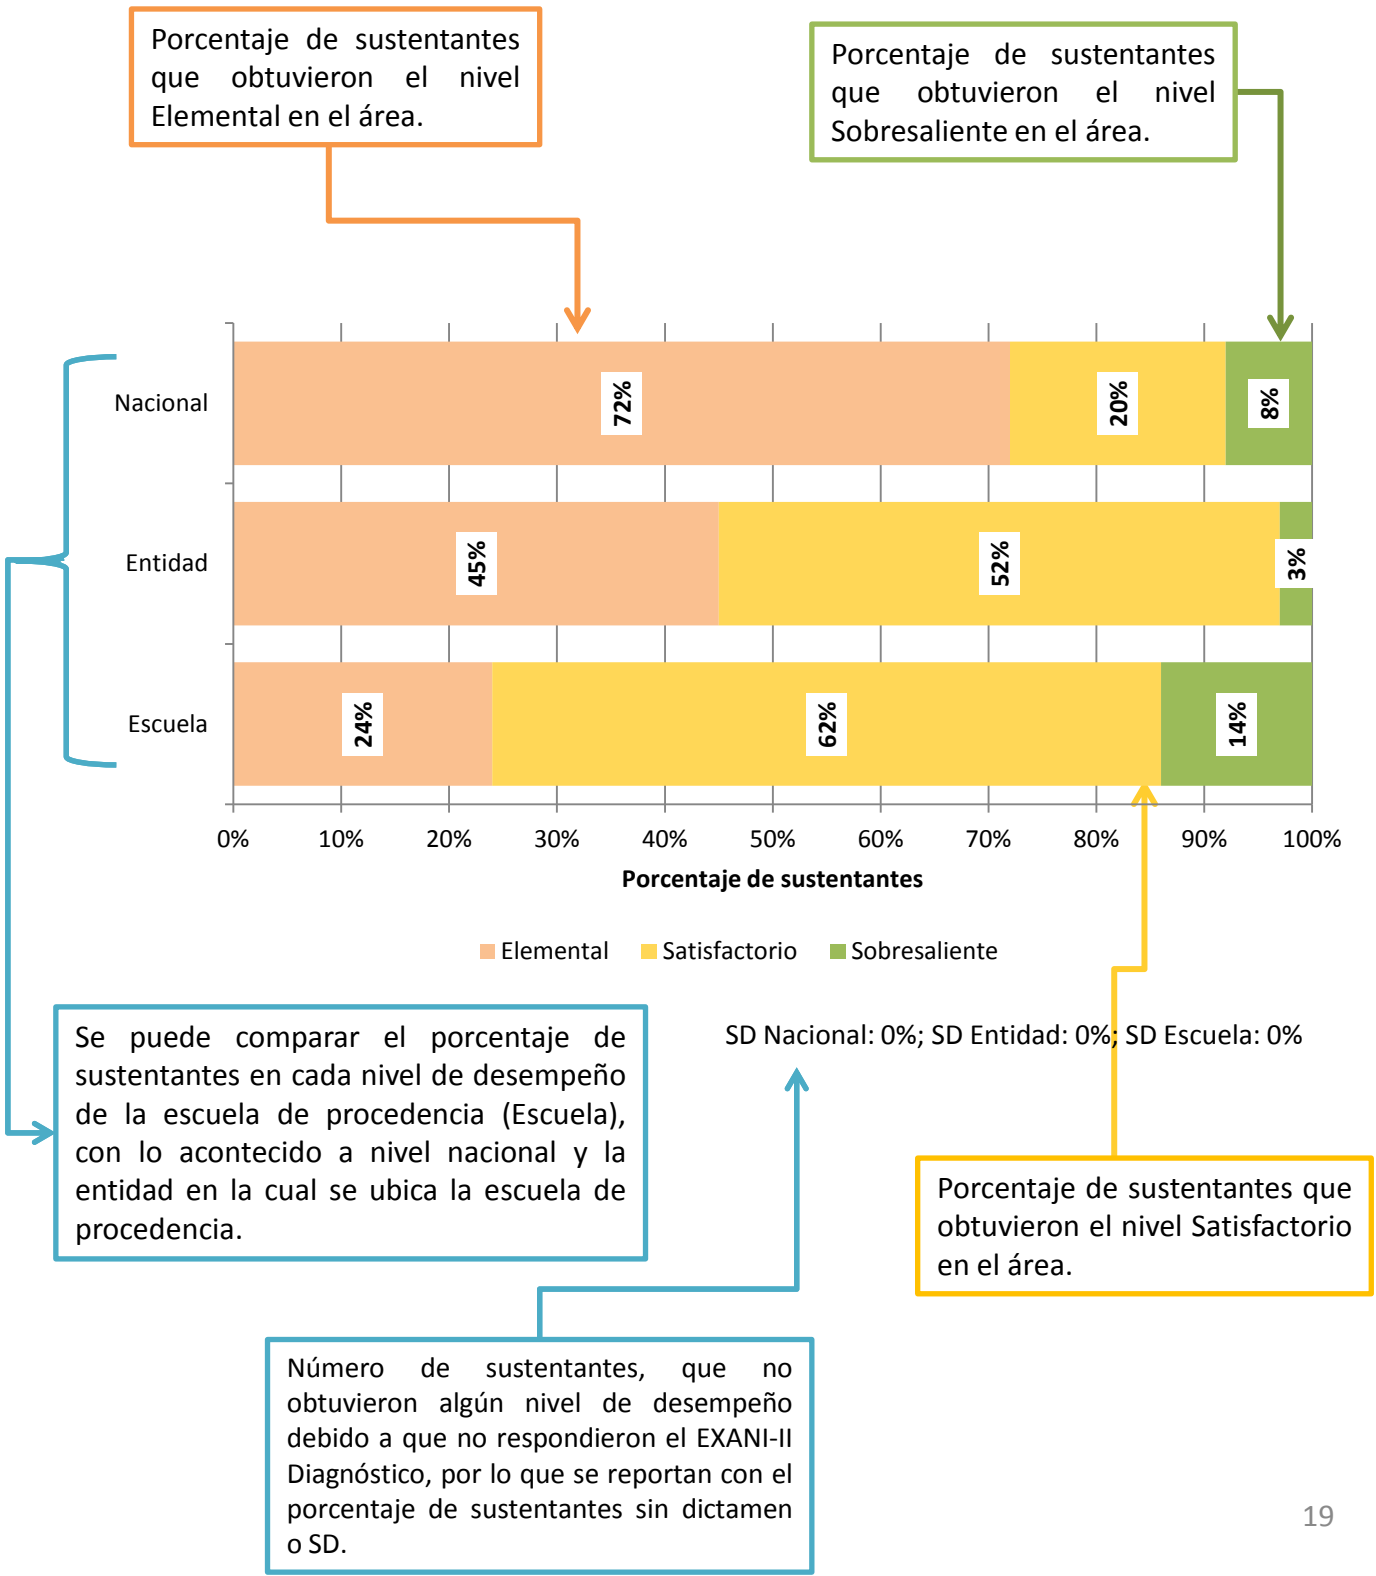 Porcentaje de sustentantes
que obtuvieron el nivel
Elemental en el área.
Porcentaje de sustentantes
que obtuvieron el nivel
Sobresaliente en el área.
Nacional
72%
20%
8%
Entidad
45%
52%
3%
Escuela
24%
62%
14%
0% 10% 20% 30% 40% 50% 60% 70% 80% 90% 100%
Porcentaje de sustentantes
Elemental Satisfactorio Sobresaliente
SD Nacional: 0%; SD Entidad: 0%; SD Escuela: 0%
Se puede comparar el porcentaje de
sustentantes en cada nivel de desempeño
de la escuela de procedencia (Escuela),
con lo acontecido a nivel nacional y la
entidad en la cual se ubica la escuela de
procedencia.
Porcentaje de sustentantes que
obtuvieron el nivel Satisfactorio
en el área.
Número de sustentantes, que no
obtuvieron algún nivel de desempeño
debido a que no respondieron el EXANI-II
Diagnóstico, por lo que se reportan con el
porcentaje de sustentantes sin dictamen
o SD.
19